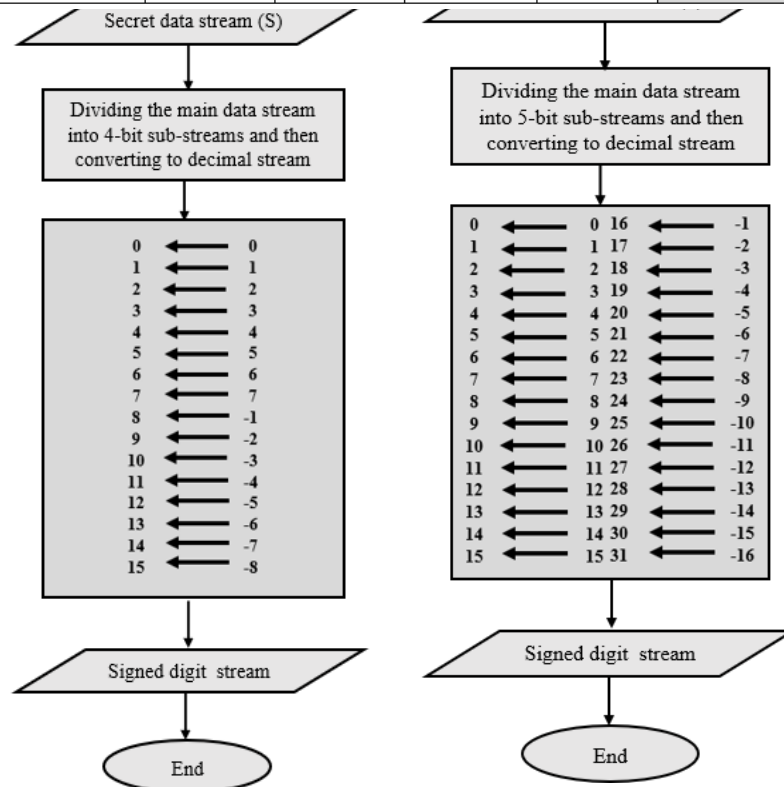 Secret data stream (S)
Dividing the main data stream
into 4-bit sub-streams and then
converting to decimal stream
0 0
1 1
2 2
3 3
4 4
5 5
6 6
7 7
8 -1
9 -2
10 -3
11 -4
12 -5
13 -6
14 -7
15 -8
Signed digit stream
End
Dividing the main data stream
into 5-bit sub-streams and then
converting to decimal stream
0 0 16 -1
1 1 17 -2
2 2 18 -3
3 3 19 -4
4 4 20 -5
5 5 21 -6
6 6 22 -7
7 7 23 -8
8 8 24 -9
9 9 25 -10
10 10 26 -11
11 11 27 -12
12 12 28 -13
13 13 29 -14
14 14 30 -15
15 15 31 -16
Signed digit stream
End